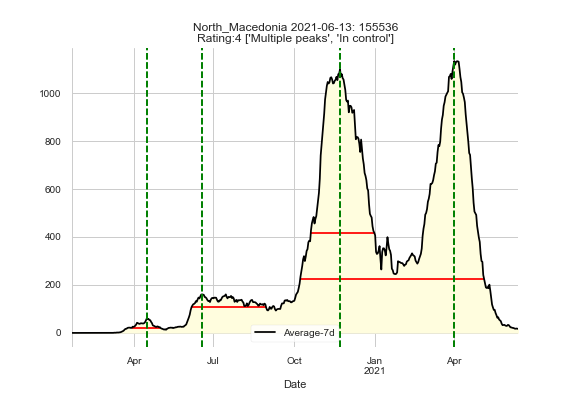 North_Macedonia 2021-06-13: 155536
Rating:4 ['Multiple peaks', 'In control']
1000
800
600
400
200
0
Average-7d
Apr
Jul
Oct
Jan
2021
Apr
Date